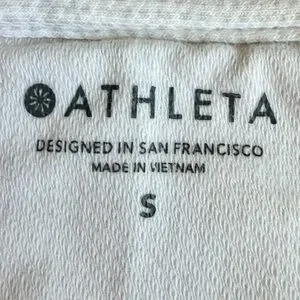 ATHLETA
DESIGNED IN SAN FRANCISCO
MADE IN VIETNAM
S